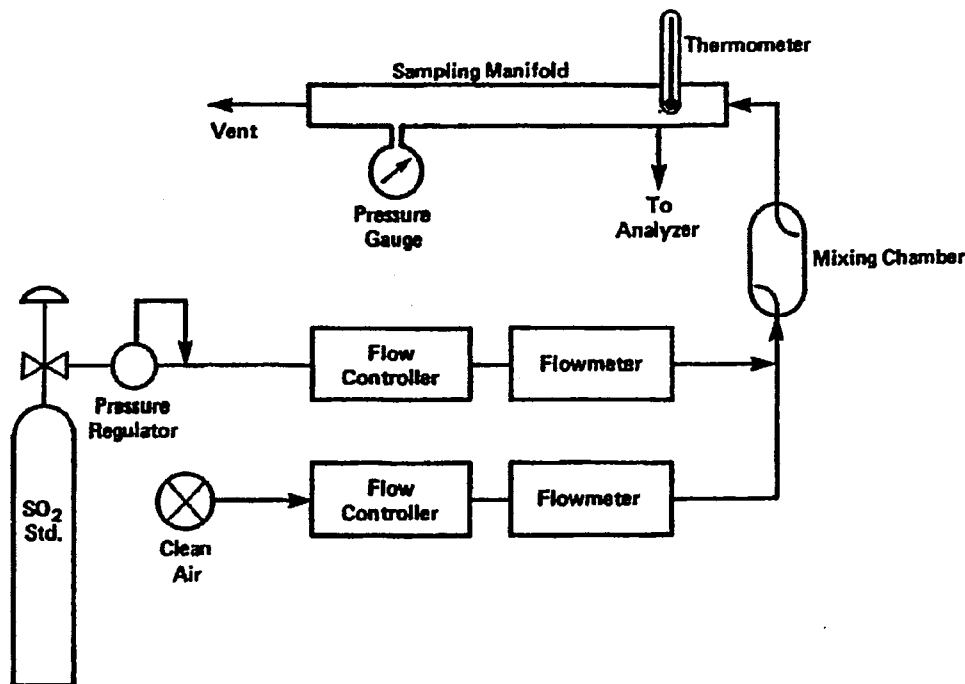 Thermometer
Sampling Manifold
Vent
Pressure
Gauge
To
Analyzer
Mixing Chamber
Flow
Controller
Flowmeter
Pressure
Regulator
SO2
Std.
Clean
Air
Flow
Controller
Flowmeter